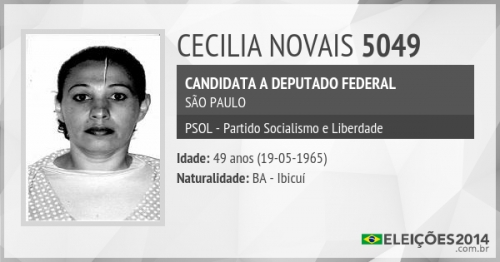 CECILIA NOVAIS 5049
CANDIDATA A DEPUTADO FEDERAL
SÃO PAULO
PSOL - Partido Socialismo e Liberdade
Idade: 49 anos (19-05-1965)
Naturalidade: BA - Ibicuí
ELEIÇÕES2014
.com.br